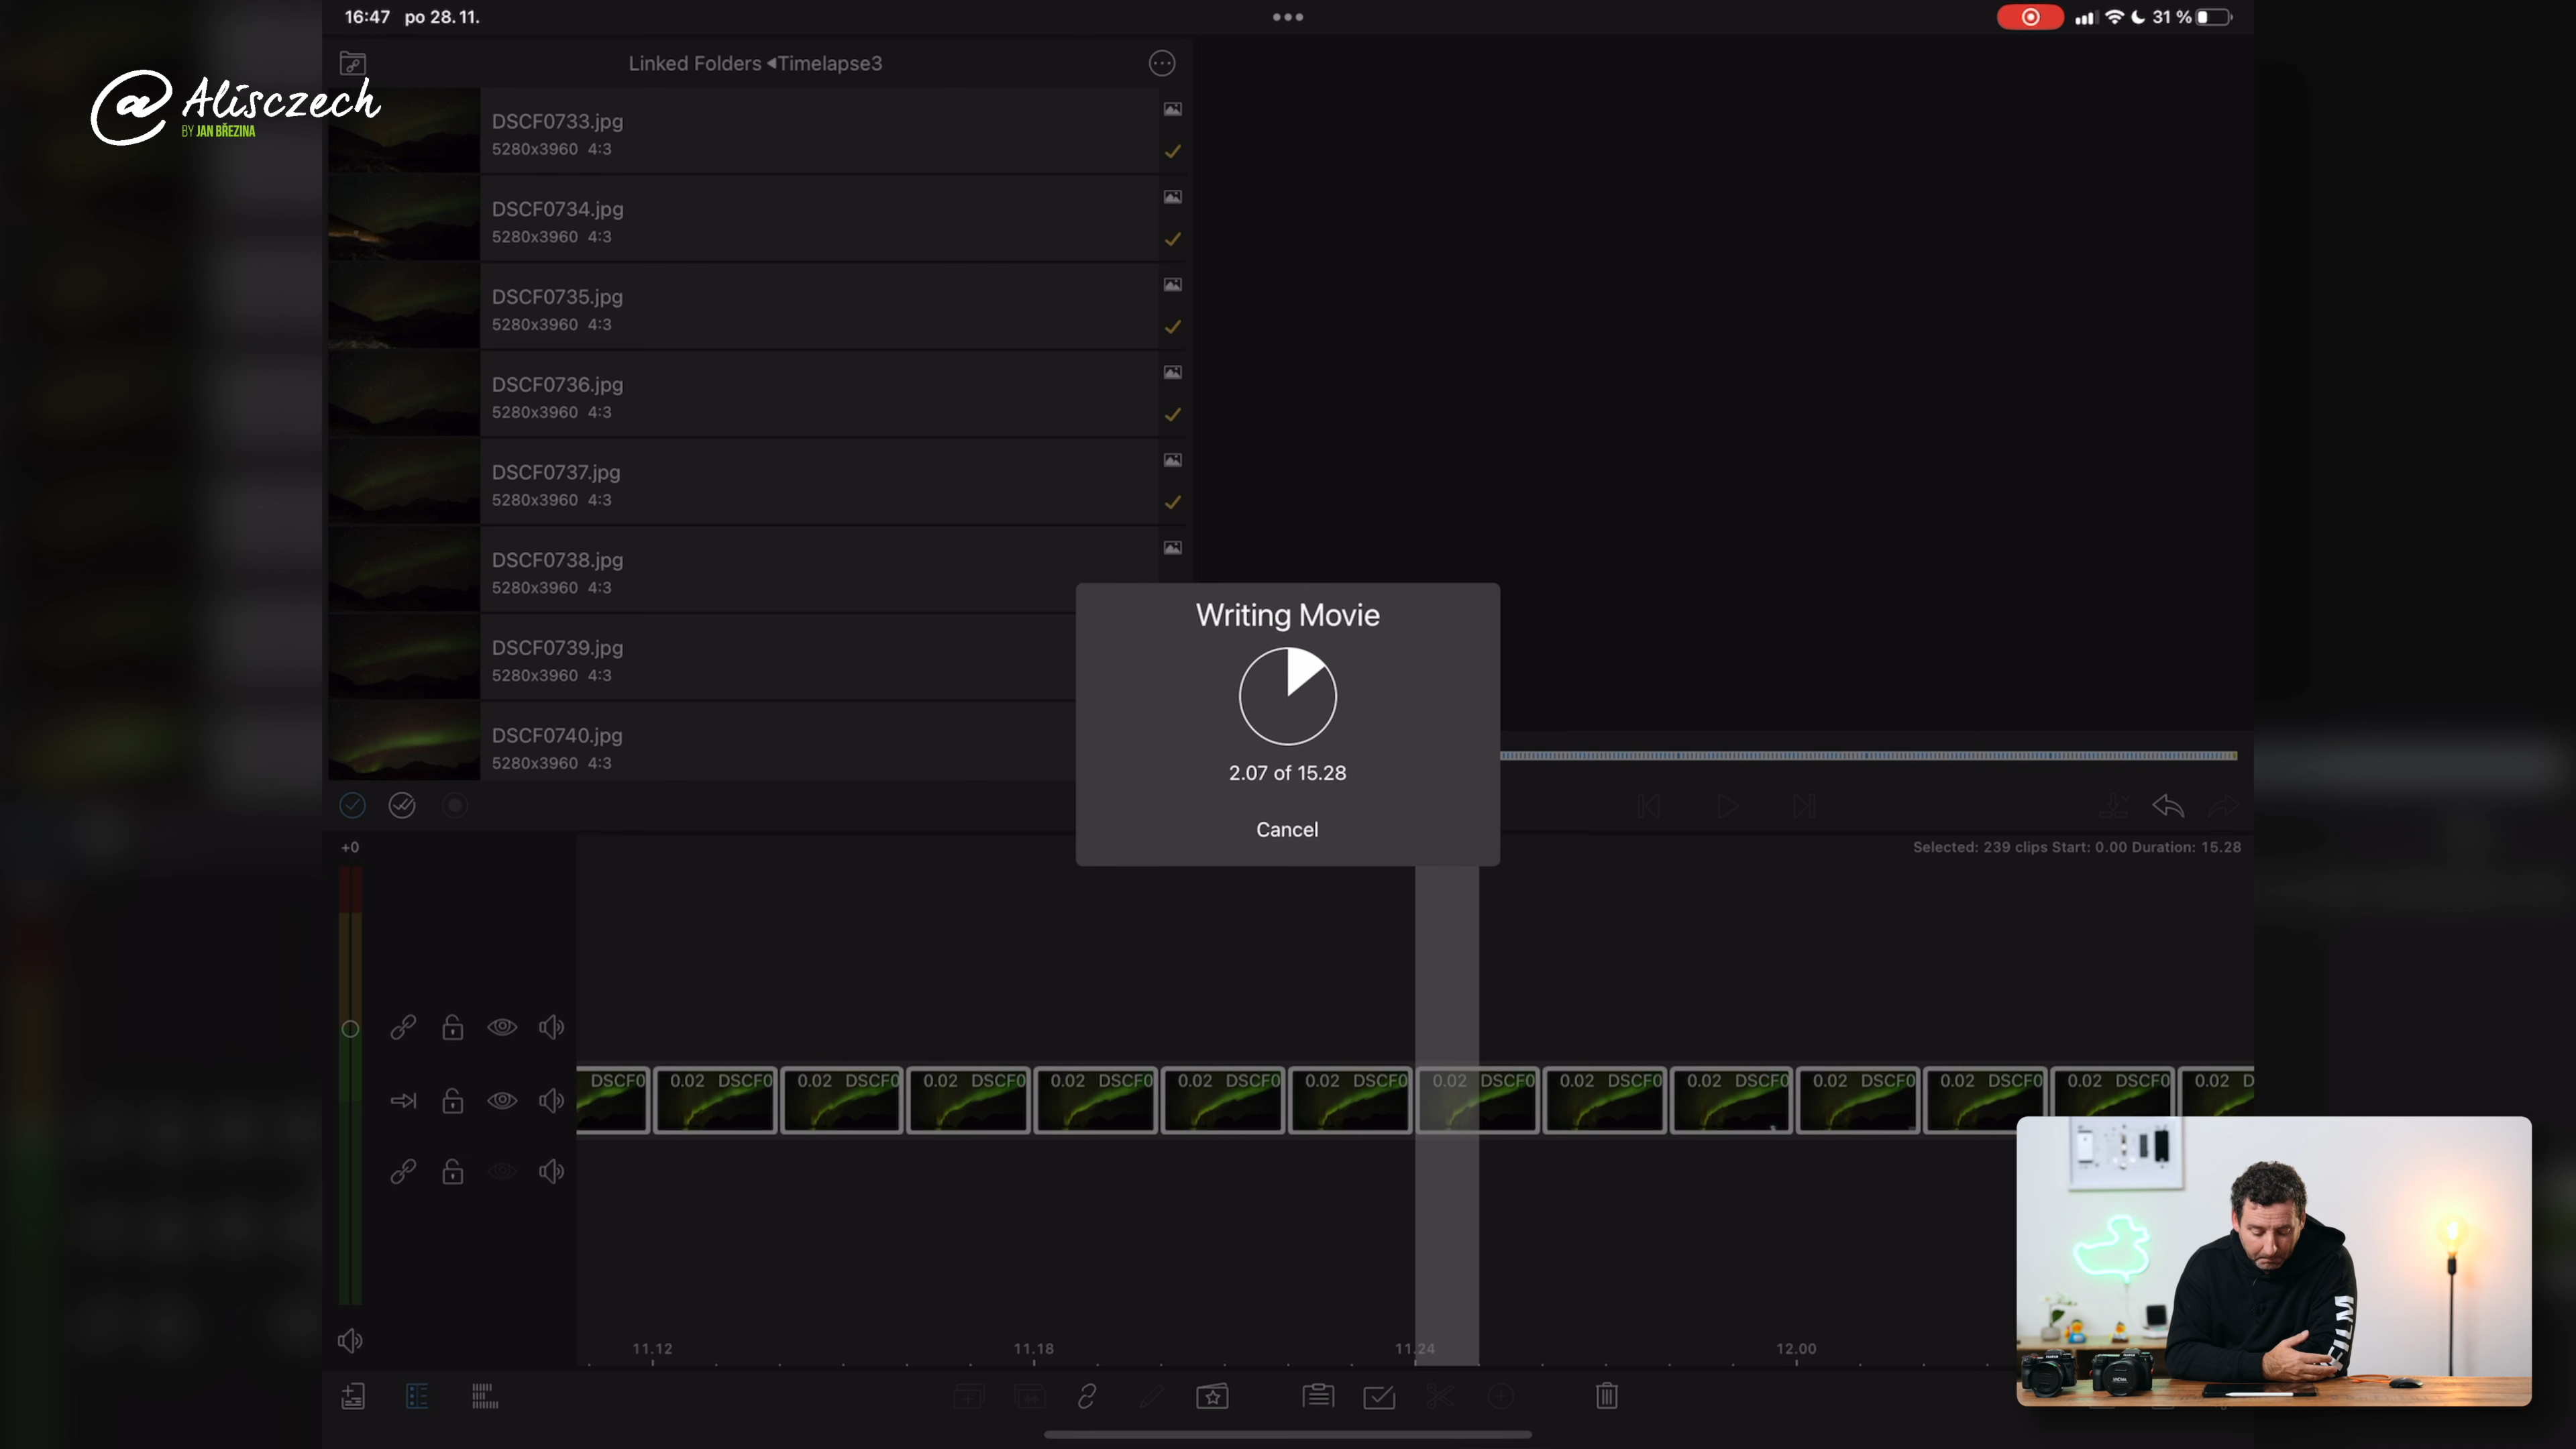 16:47 po 28. 11.
31 %
@Alisczech
BY JAN BŘEZINA
Linked Folders ◀Timelapse3
DSCF0733.jpg
5280x3960 4:3
DSCF0734.jpg
5280x3960 4:3
DSCF0735.jpg
5280x3960 4:3
DSCF0736.jpg
5280x3960 4:3
DSCF0737.jpg
5280x3960 4:3
DSCF0738.jpg
5280x3960 4:3
DSCF0739.jpg
5280x3960 4:3
DSCF0740.jpg
5280x3960 4:3
Writing Movie
2.07 of 15.28
Cancel
+0
Selected: 239 clips Start: 0.00 Duration: 15.28
DSCF0 0.02 DSCF0 0.02 DSCF0 0.02 DSCF0 0.02 DSCF0 0.02 DSCF0 0.02 DSCF0 0.02 DSCF0 0.02 DSCF0 0.02 DSCF0 0.02 DSCF0 0.02 DSCF0 0.02 DSCF0 0.02 D
11.12 11.18 11.24 12.00
FILM